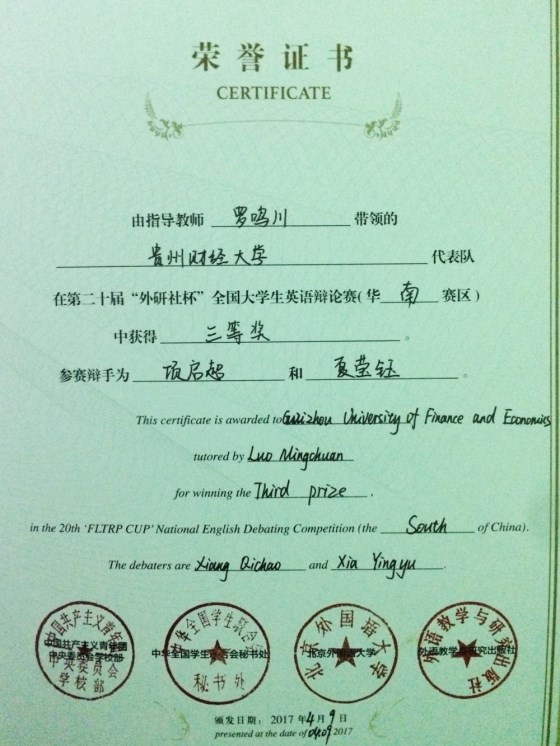 荣誉证书
CERTIFICATE
由指导教师 罗鸣川 带领的
贵州财经大学 代表队
在第二十届“外研社杯”全国大学生英语辩论赛(华 南 赛区)
中获得 三等奖 。
参赛辩手为 项启超 和 夏莹钰 。
This certificate is awarded to Guizhou University of Finance and Economics
tutored by Luo Mingchuan
for winning the Third prize ,
in the 20th ‘FLTRP CUP’ National English Debating Competition (the South of China).
The debaters are Xiang Qichao and Xia Yingyu .
中国共产主义青年团
中央委员会学校部
中华全国学生联合会秘书处
北京外国语大学
外语教学与研究出版社
颁发日期: 2017 年 4 月 9 日
presented at the date of 0409 2017